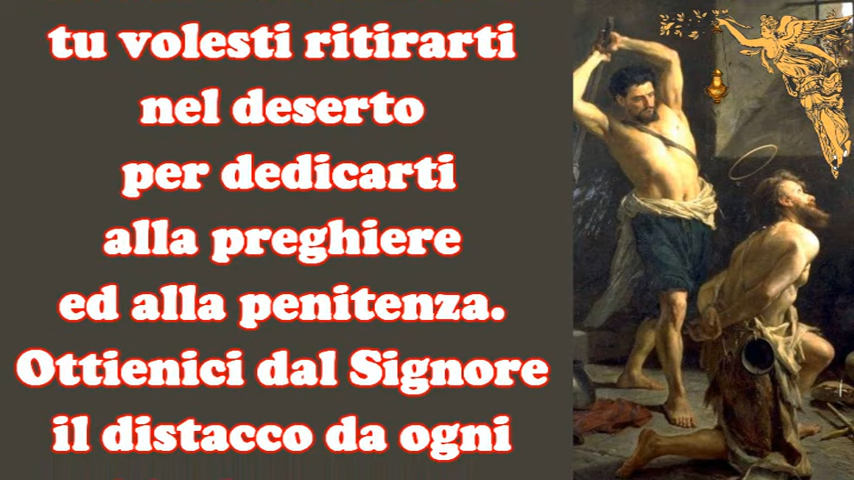 tu volesti ritirarti
nel deserto
per dedicarti
alla preghiere
ed alla penitenza.
Ottienici dal Signore
il distacco da ogni